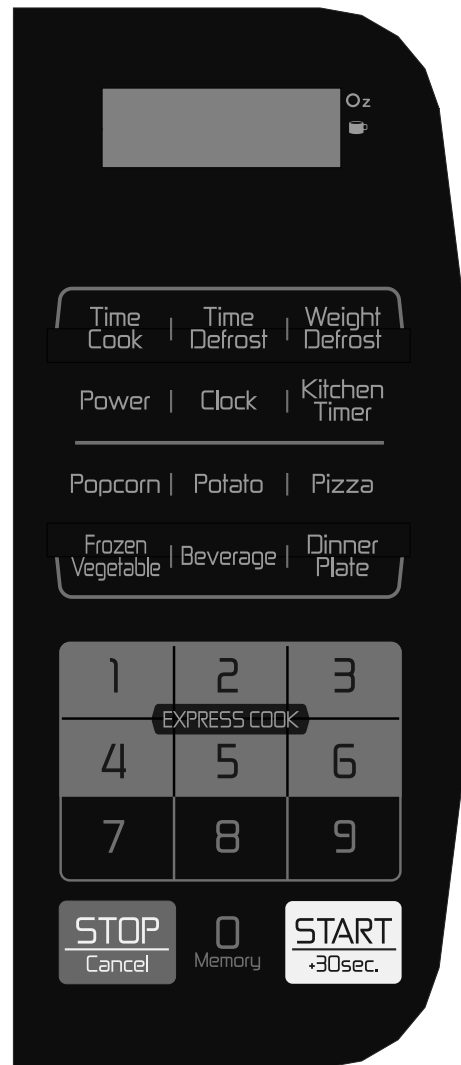 Oz
Time Cook | Time Defrost | Weight Defrost
Power | Clock | Kitchen Timer
Popcorn | Potato | Pizza
Frozen Vegetable | Beverage | Dinner Plate
1 2 3
EXPRESS COOK
4 5 6
7 8 9
STOP
Cancel
0
Memory
START
+30sec.